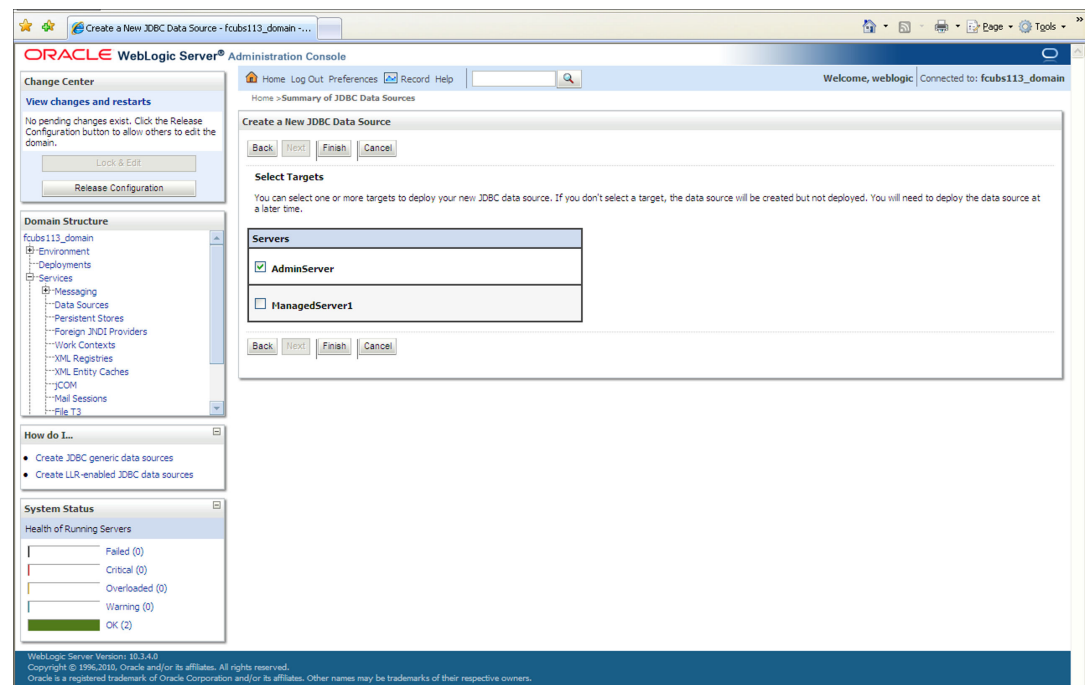 Create a New JDBC Data Source - fcubs113_domain -...
Page Tools »
ORACLE WebLogic Server® Administration Console
Change Center
View changes and restarts
No pending changes exist. Click the Release
Configuration button to allow others to edit the
domain.
Lock & Edit
Release Configuration
Domain Structure
fcubs113_domain
Environment
Deployments
Services
Messaging
Data Sources
Persistent Stores
Foreign JNDI Providers
Work Contexts
XML Registries
XML Entity Caches
jCOM
Mail Sessions
File T3
How do I...
Create JDBC generic data sources
Create LLR-enabled JDBC data sources
System Status
Health of Running Servers
Failed (0)
Critical (0)
Overloaded (0)
Warning (0)
OK (2)
Home Log Out Preferences Record Help
Welcome, weblogic Connected to: fcubs113_domain
Home >Summary of JDBC Data Sources
Create a New JDBC Data Source
Back Next Finish Cancel
Select Targets
You can select one or more targets to deploy your new JDBC data source. If you don't select a target, the data source will be created but not deployed. You will need to deploy the data source at
a later time.
Servers
AdminServer
ManagedServer1
Back Next Finish Cancel
WebLogic Server Version: 10.3.4.0
Copyright © 1996,2010, Oracle and/or its affiliates. All rights reserved.
Oracle is a registered trademark of Oracle Corporation and/or its affiliates. Other names may be trademarks of their respective owners.